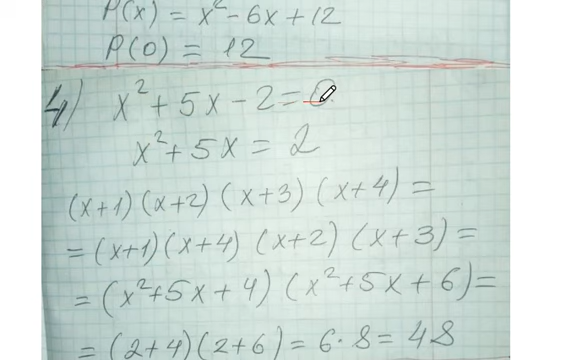 P(x) = x² - 6x + 12
P(0) = 12
4) x² + 5x - 2 = 0
x² + 5x = 2
(x+1)(x+2)(x+3)(x+4) =
= (x+1)(x+4)(x+2)(x+3) =
= (x²+5x+4)(x²+5x+6) =
= (2+4)(2+6) = 6·8 = 48